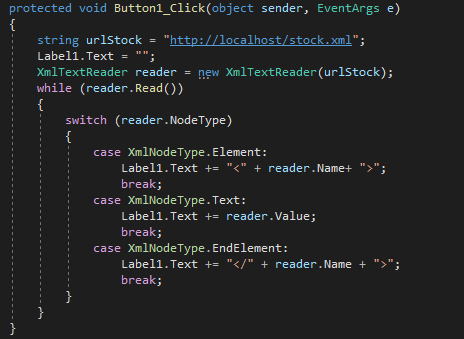 protected void Button1_Click(object sender, EventArgs e)
{
string urlStock = "http://localhost/stock.xml";
Label1.Text = "";
XmlTextReader reader = new XmlTextReader(urlStock);
while (reader.Read())
{
switch (reader.NodeType)
{
case XmlNodeType.Element:
Label1.Text += "<" + reader.Name+ ">";
break;
case XmlNodeType.Text:
Label1.Text += reader.Value;
break;
case XmlNodeType.EndElement:
Label1.Text += "</" + reader.Name + ">";
break;
}
}
}